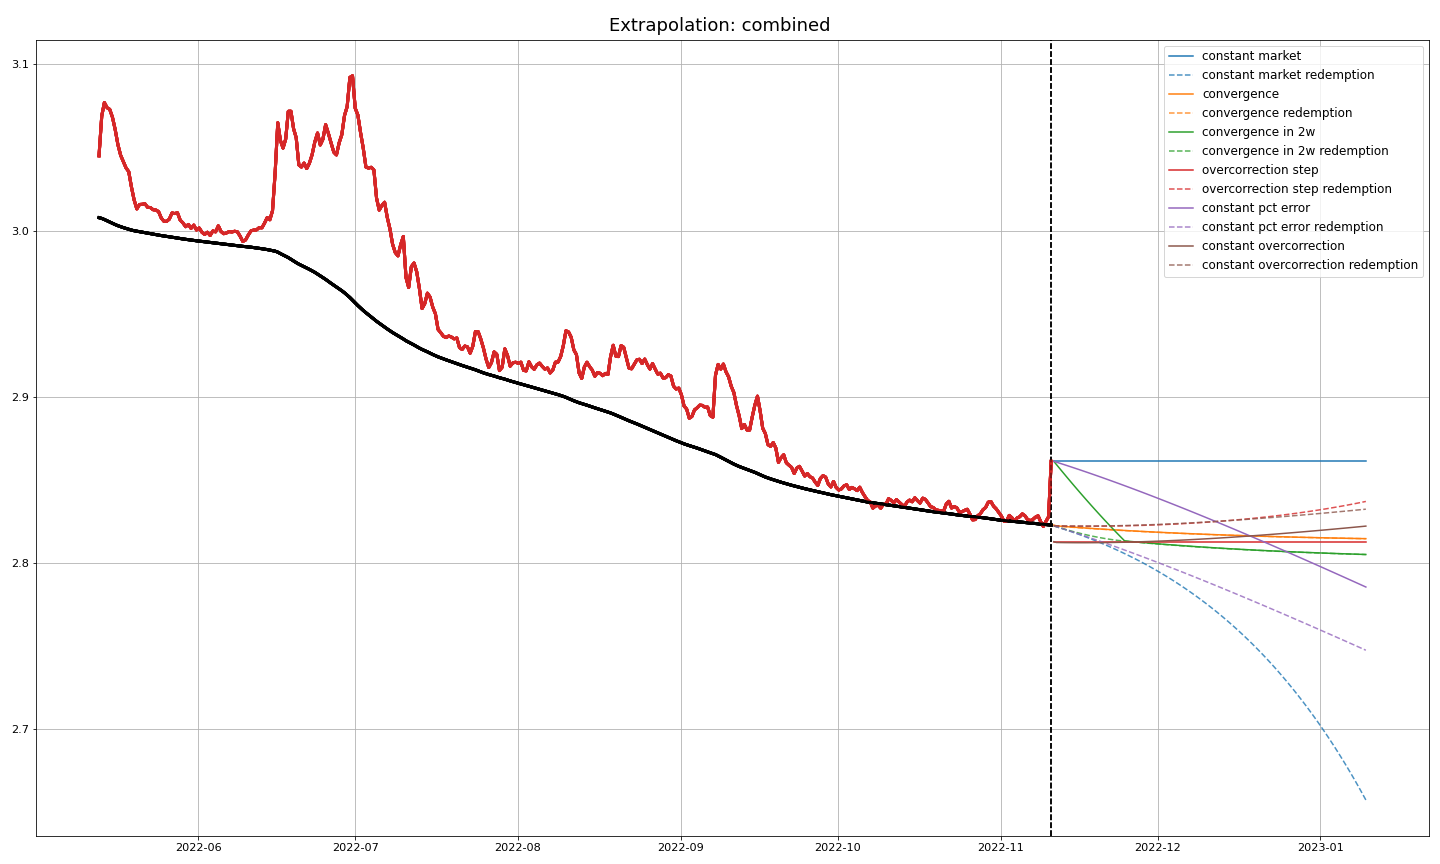 Extrapolation: combined
3.1
3.0
2.9
2.8
2.7
2022-06
2022-07
2022-08
2022-09
2022-10
2022-11
2022-12
2023-01
constant market
constant market redemption
convergence
convergence redemption
convergence in 2w
convergence in 2w redemption
overcorrection step
overcorrection step redemption
constant pct error
constant pct error redemption
constant overcorrection
constant overcorrection redemption